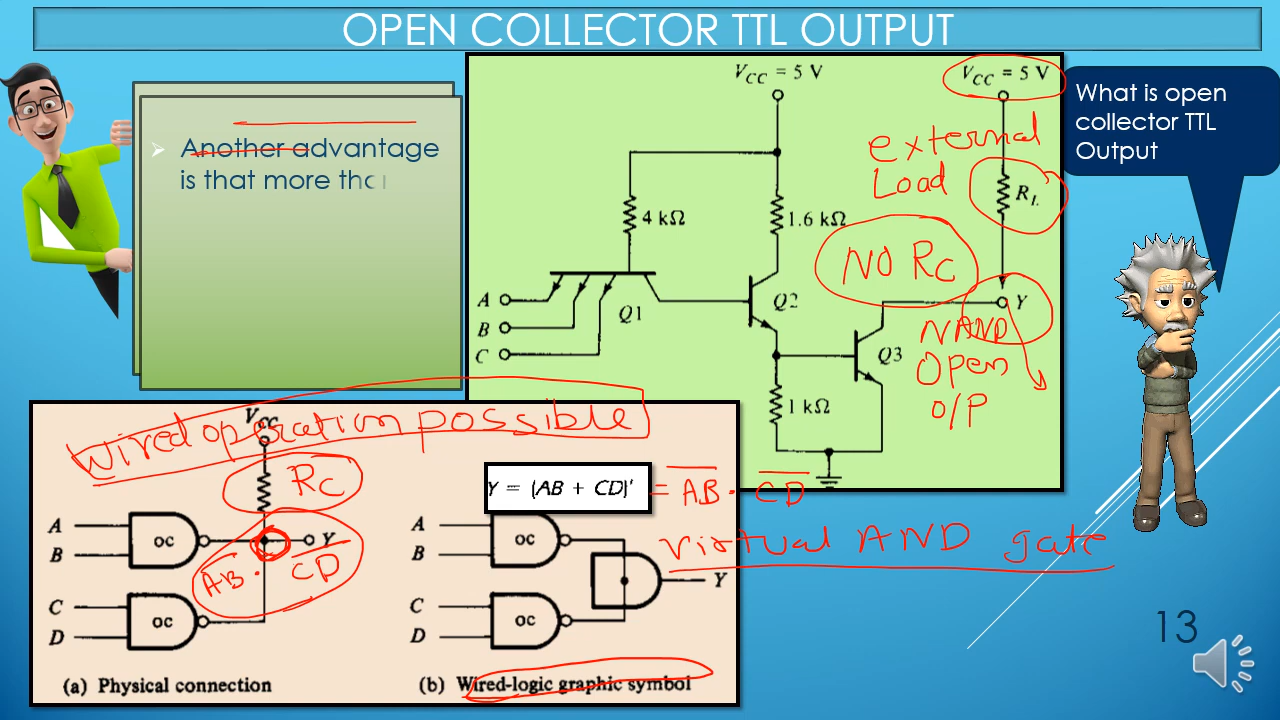 OPEN COLLECTOR TTL OUTPUT
Another advantage
is that more than
VCC = 5 V
VCC = 5 V
external
Load
RL
4 kΩ
1.6 kΩ
NO RC
A
B
C
Q1
Q2
Q3
Y
NAND
Open
O/P
1 kΩ
What is open
collector TTL
Output
Wired operation possible
VCC
RC
A
B
OC
Y
AB . CD
C
D
OC
(a) Physical connection
Y = (AB + CD)' = AB . CD
A
B
OC
Virtual AND gate
Y
C
D
OC
(b) Wired-logic graphic symbol
13